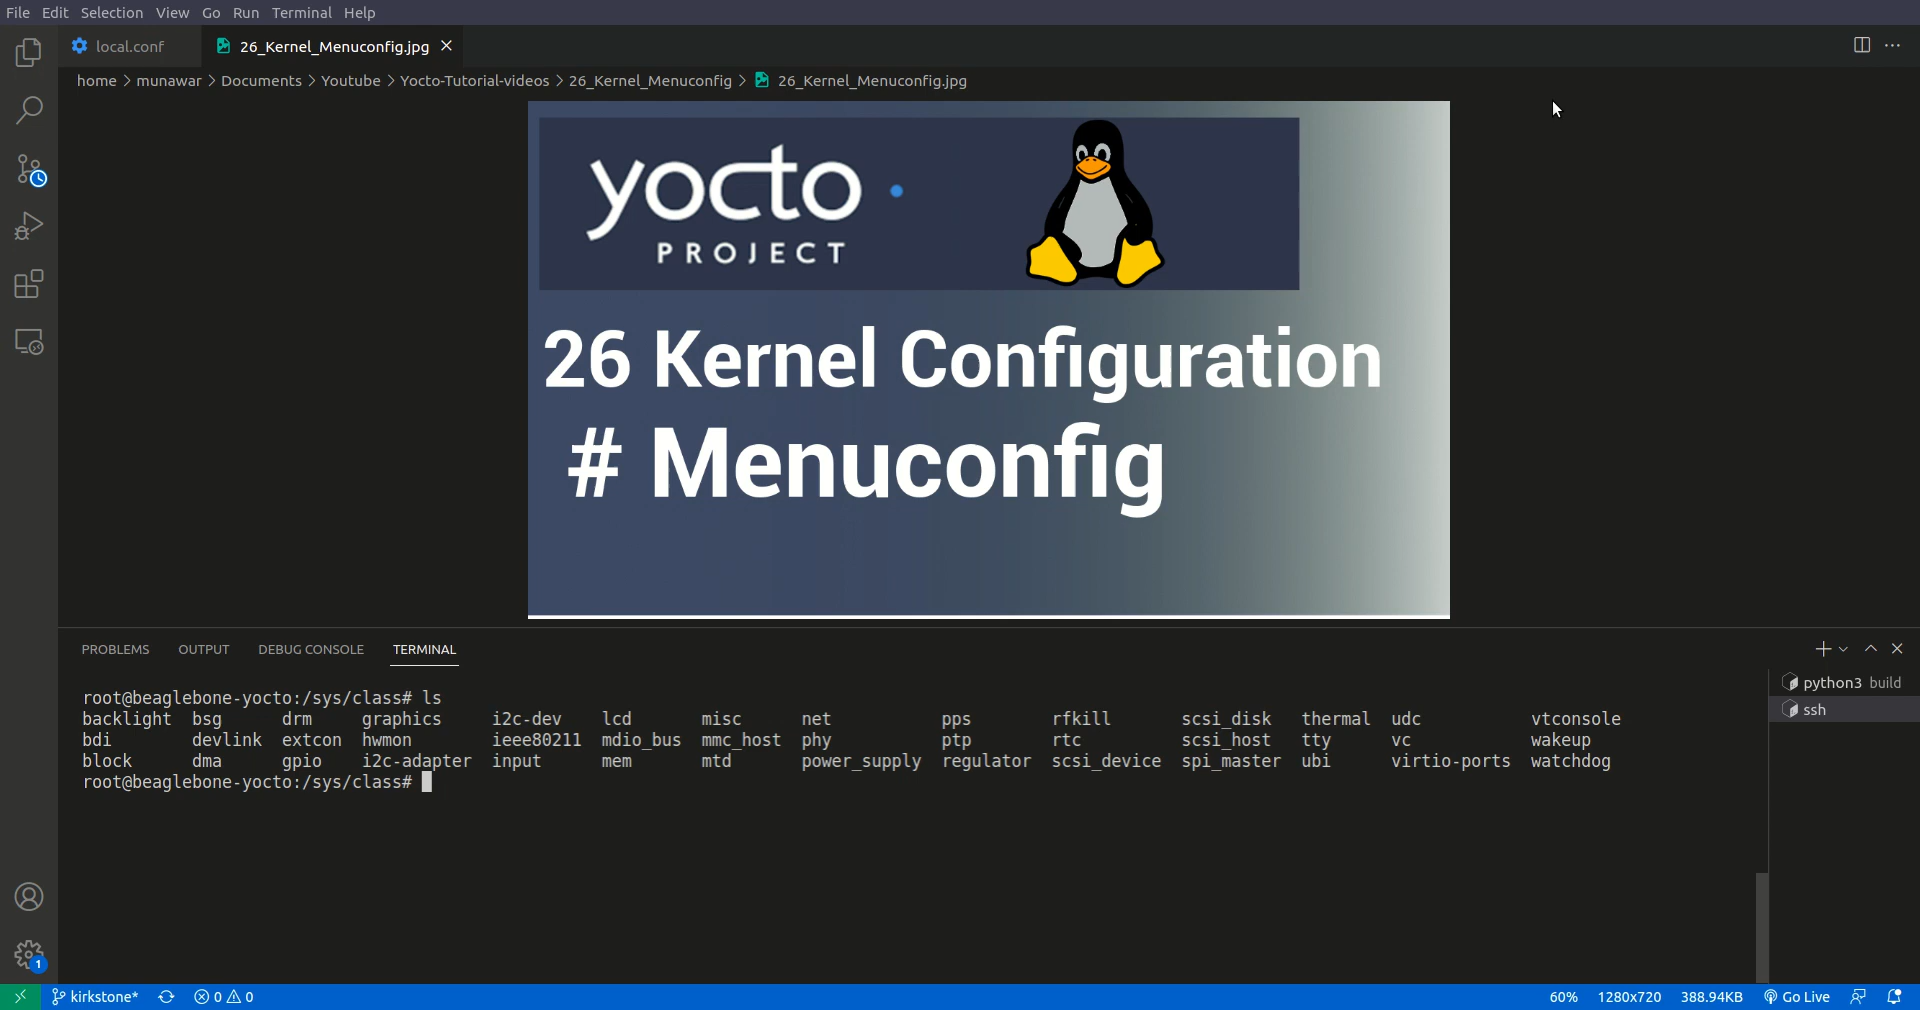 File Edit Selection View Go Run Terminal Help
local.conf 26_Kernel_Menuconfig.jpg
home > munawar > Documents > Youtube > Yocto-Tutorial-videos > 26_Kernel_Menuconfig > 26_Kernel_Menuconfig.jpg
yocto
PROJECT
26 Kernel Configuration
# Menuconfig
PROBLEMS OUTPUT DEBUG CONSOLE TERMINAL
python3 build
ssh
root@beaglebone-yocto:/sys/class# ls
backlight bsg drm graphics i2c-dev lcd misc net pps rfkill scsi_disk thermal udc vtconsole
bdi devlink extcon hwmon ieee80211 mdio_bus mmc_host phy ptp rtc scsi_host tty vc wakeup
block dma gpio i2c-adapter input mem mtd power_supply regulator scsi_device spi_master ubi virtio-ports watchdog
root@beaglebone-yocto:/sys/class#
1
kirkstone* 0 0 60% 1280x720 388.94KB Go Live